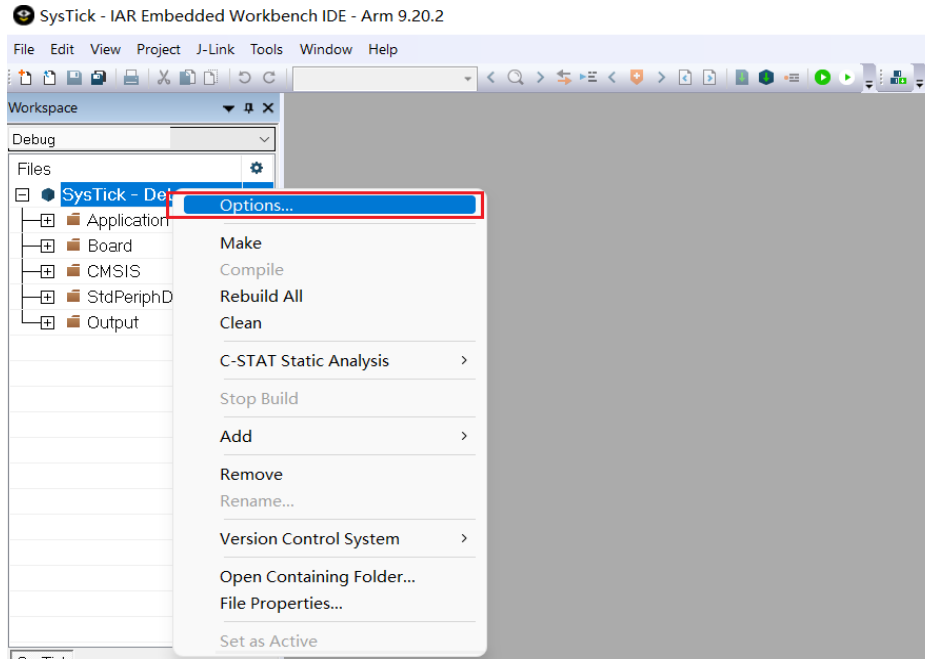 SysTick - IAR Embedded Workbench IDE - Arm 9.20.2
File Edit View Project J-Link Tools Window Help
Workspace
Debug
Files
SysTick - Deb
Options...
Application
Make
Board
Compile
CMSIS
Rebuild All
StdPeriphD
Clean
Output
C-STAT Static Analysis
Stop Build
Add
Remove
Rename...
Version Control System
Open Containing Folder...
File Properties...
Set as Active
SysTick